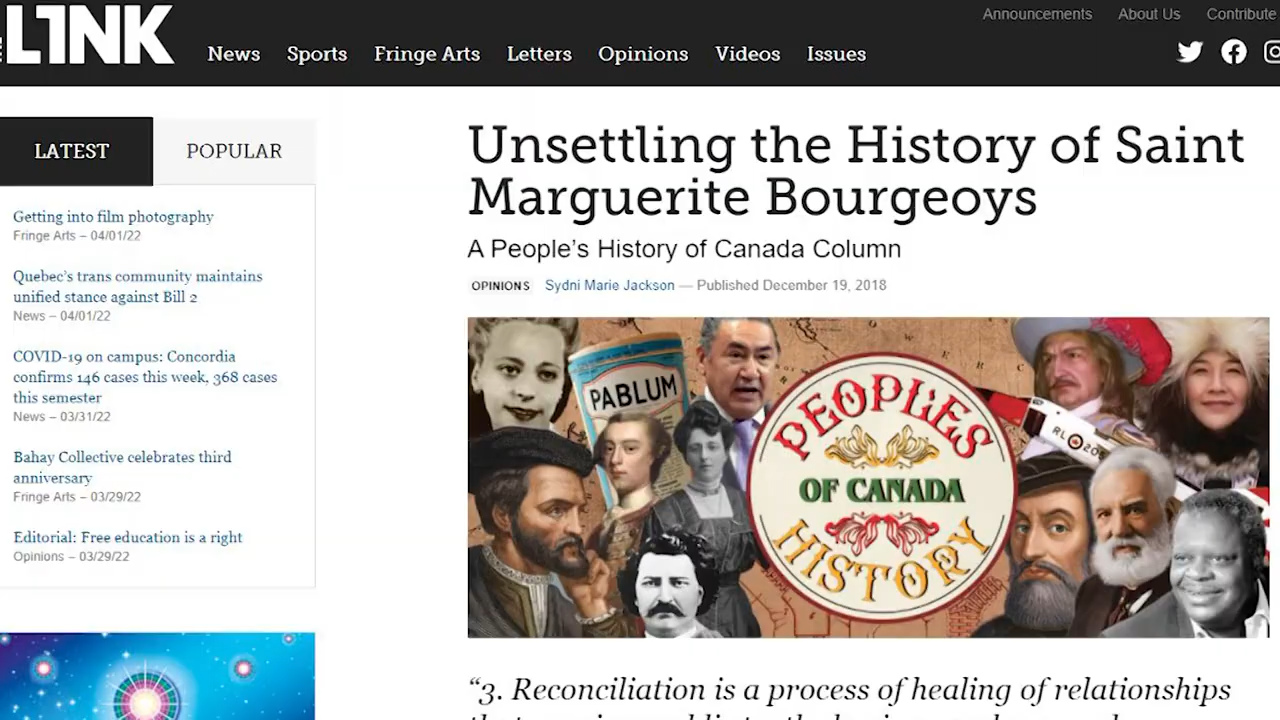 L1NK
Announcements About Us Contribute
News Sports Fringe Arts Letters Opinions Videos Issues
LATEST POPULAR
Getting into film photography
Fringe Arts – 04/01/22
Quebec's trans community maintains
unified stance against Bill 2
News – 04/01/22
COVID-19 on campus: Concordia
confirms 146 cases this week, 368 cases
this semester
News – 03/31/22
Bahay Collective celebrates third
anniversary
Fringe Arts – 03/29/22
Editorial: Free education is a right
Opinions – 03/29/22
Unsettling the History of Saint
Marguerite Bourgeoys
A People's History of Canada Column
OPINIONS Sydni Marie Jackson — Published December 19, 2018
PABLUM
PEOPLES
OF CANADA
HISTORY
“3. Reconciliation is a process of healing of relationships